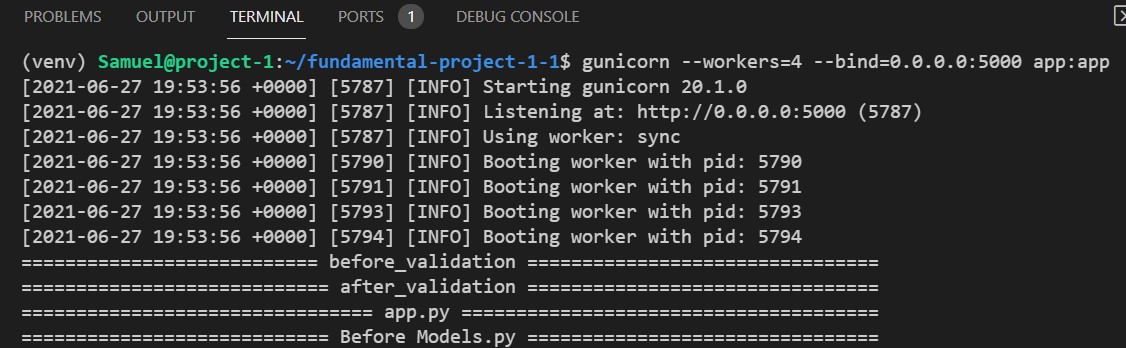 PROBLEMS OUTPUT TERMINAL PORTS 1 DEBUG CONSOLE
(venv) Samuel@project-1:~/fundamental-project-1-1$ gunicorn --workers=4 --bind=0.0.0.0:5000 app:app
[2021-06-27 19:53:56 +0000] [5787] [INFO] Starting gunicorn 20.1.0
[2021-06-27 19:53:56 +0000] [5787] [INFO] Listening at: http://0.0.0.0:5000 (5787)
[2021-06-27 19:53:56 +0000] [5787] [INFO] Using worker: sync
[2021-06-27 19:53:56 +0000] [5790] [INFO] Booting worker with pid: 5790
[2021-06-27 19:53:56 +0000] [5791] [INFO] Booting worker with pid: 5791
[2021-06-27 19:53:56 +0000] [5793] [INFO] Booting worker with pid: 5793
[2021-06-27 19:53:56 +0000] [5794] [INFO] Booting worker with pid: 5794
=========================== before_validation ================================
============================ after_validation ================================
================================ app.py ======================================
============================ Before Models.py ================================